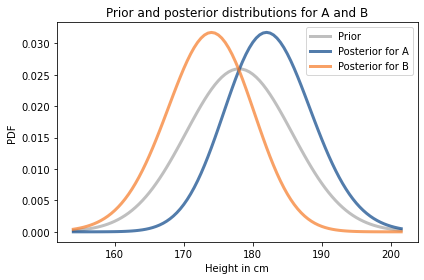 Prior and posterior distributions for A and B
Prior
Posterior for A
Posterior for B
PDF
0.030
0.025
0.020
0.015
0.010
0.005
0.000
160
170
180
190
200
Height in cm